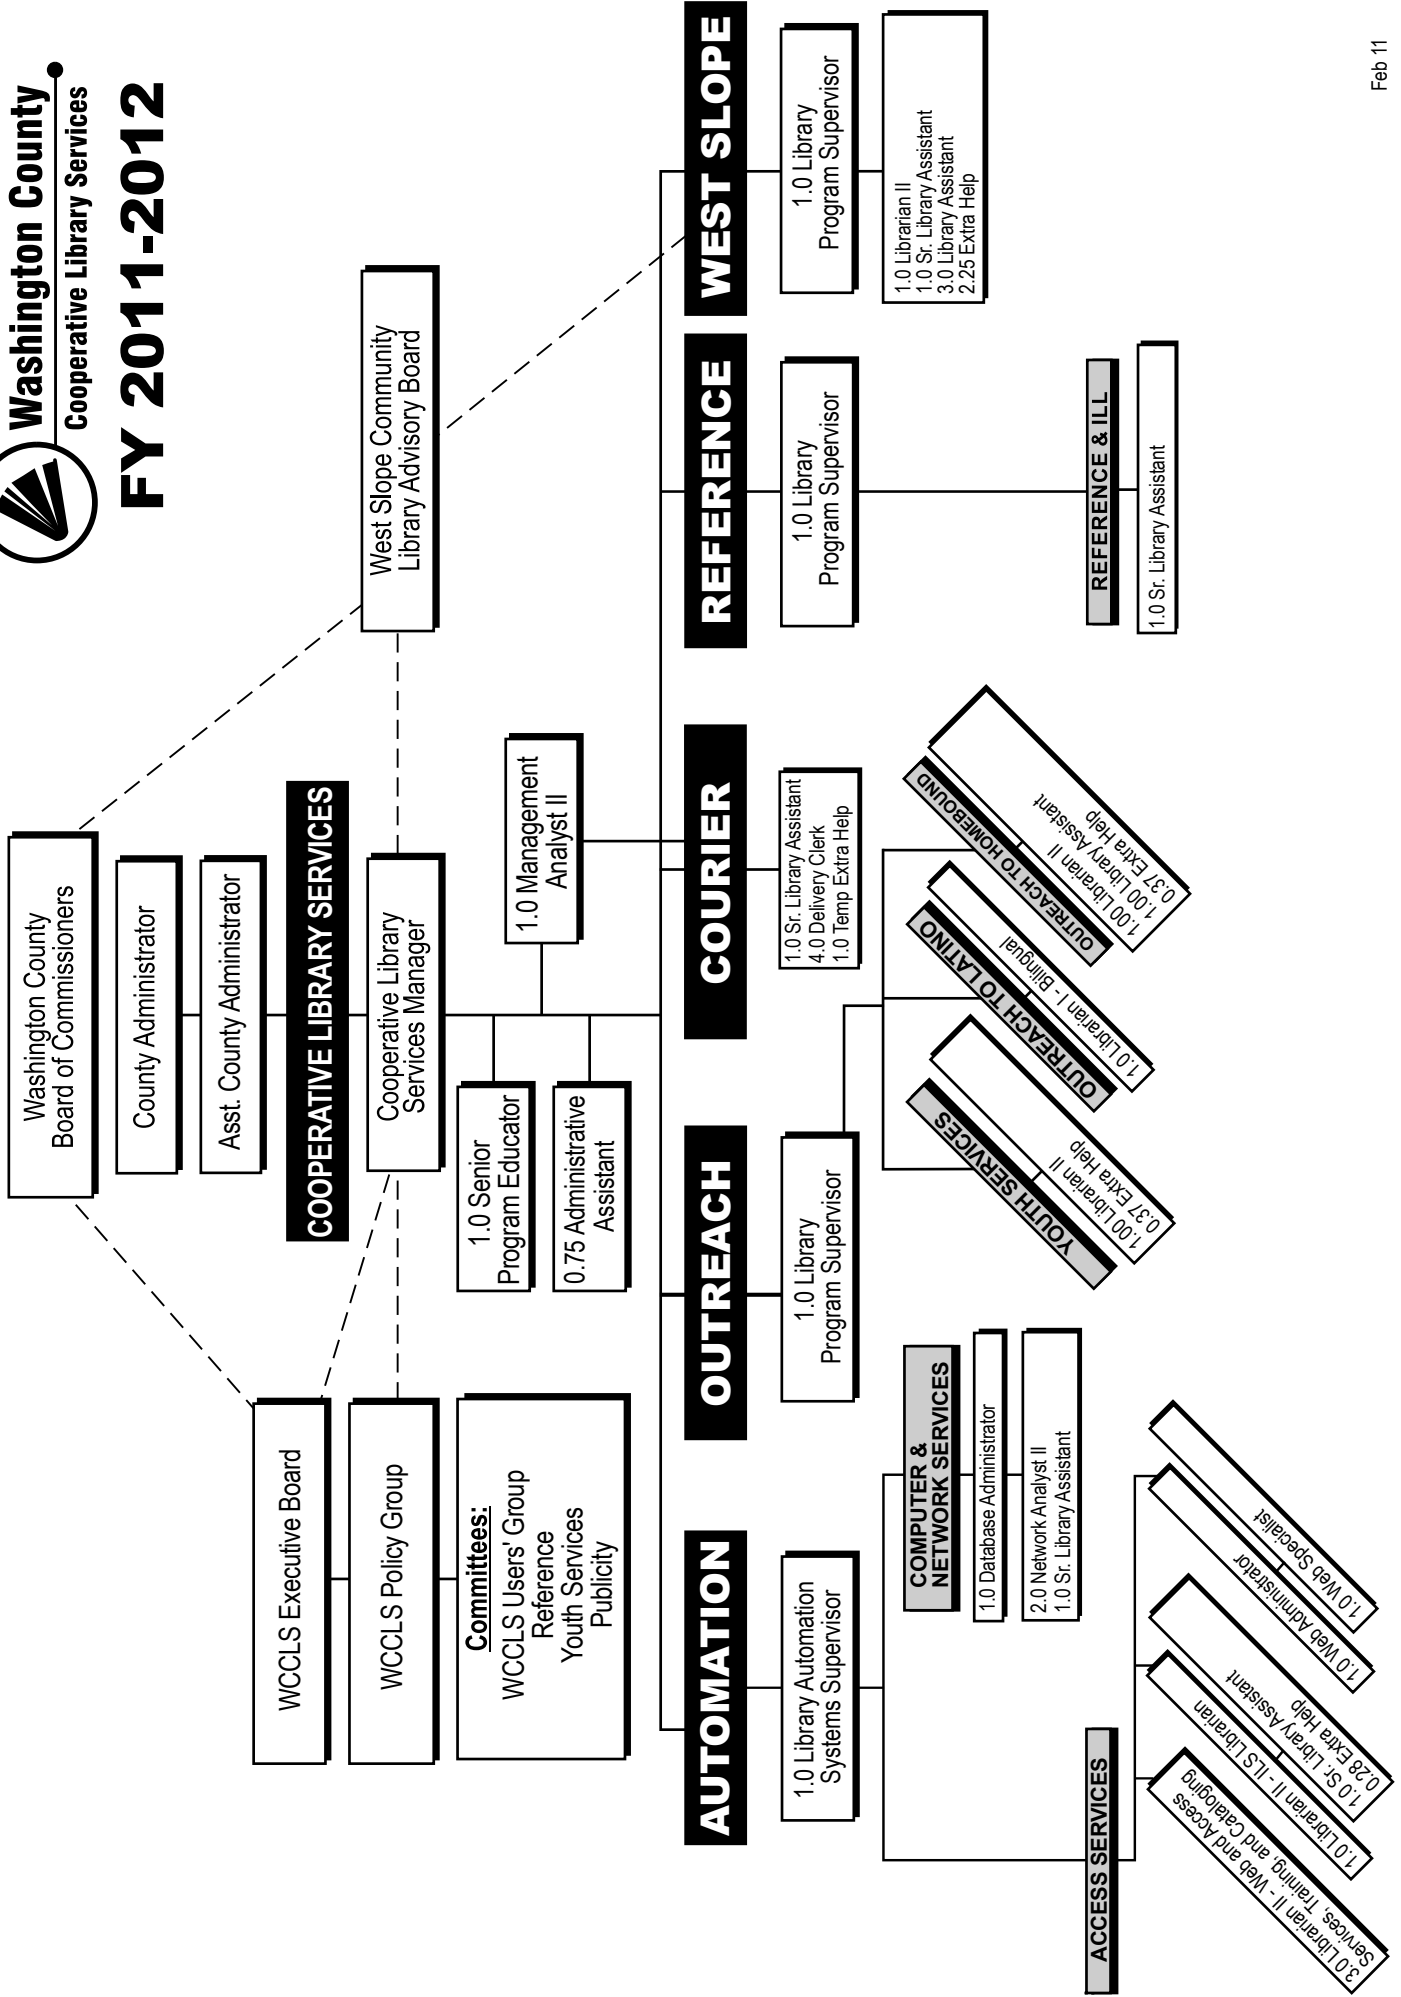 Washington County
Cooperative Library Services
FY 2011-2012
Washington County
Board of Commissioners
County Administrator
Asst. County Administrator
COOPERATIVE LIBRARY SERVICES
Cooperative Library
Services Manager
West Slope Community
Library Advisory Board
WCCLS Executive Board
WCCLS Policy Group
Committees:
WCCLS Users' Group
Reference
Youth Services
Publicity
1.0 Senior
Program Educator
0.75 Administrative
Assistant
1.0 Management
Analyst II
AUTOMATION
1.0 Library Automation
Systems Supervisor
COMPUTER &
NETWORK SERVICES
1.0 Database Administrator
2.0 Network Analyst II
1.0 Sr. Library Assistant
ACCESS SERVICES
3.0 Librarian II - Web and Access
Services, Training, and Cataloging
1.0 Librarian II - ILS Librarian
1.0 Sr. Library Assistant
0.28 Extra Help
1.0 Web Administrator
1.0 Web Specialist
OUTREACH
1.0 Library
Program Supervisor
YOUTH SERVICES
1.00 Librarian II
0.37 Extra Help
OUTREACH TO LATINO
1.0 Librarian I - Bilingual
OUTREACH TO HOMEBOUND
1.00 Librarian II
1.00 Library Assistant
0.37 Extra Help
COURIER
1.0 Sr. Library Assistant
4.0 Delivery Clerk
1.0 Temp Extra Help
REFERENCE
1.0 Library
Program Supervisor
REFERENCE & ILL
1.0 Sr. Library Assistant
WEST SLOPE
1.0 Library
Program Supervisor
1.0 Librarian II
1.0 Sr. Library Assistant
3.0 Library Assistant
2.25 Extra Help
Feb 11